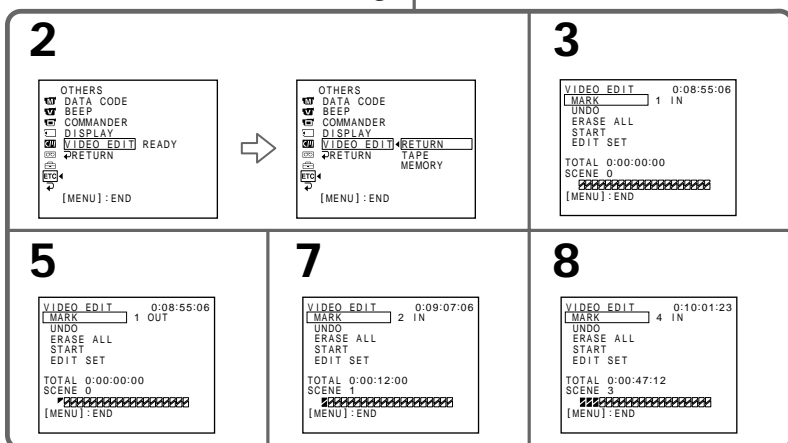 2
OTHERS
DATA CODE
BEEP
COMMANDER
DISPLAY
VIDEO EDIT READY
RETURN
ETC
[MENU] : END
OTHERS
DATA CODE
BEEP
COMMANDER
DISPLAY
VIDEO EDIT RETURN
RETURN TAPE
MEMORY
ETC
[MENU] : END
3
VIDEO EDIT 0:08:55:06
MARK 1 IN
UNDO
ERASE ALL
START
EDIT SET
TOTAL 0:00:00:00
SCENE 0
[MENU] : END
5
VIDEO EDIT 0:08:55:06
MARK 1 OUT
UNDO
ERASE ALL
START
EDIT SET
TOTAL 0:00:00:00
SCENE 0
[MENU] : END
7
VIDEO EDIT 0:09:07:06
MARK 2 IN
UNDO
ERASE ALL
START
EDIT SET
TOTAL 0:00:12:00
SCENE 1
[MENU] : END
8
VIDEO EDIT 0:10:01:23
MARK 4 IN
UNDO
ERASE ALL
START
EDIT SET
TOTAL 0:00:47:12
SCENE 3
[MENU] : END